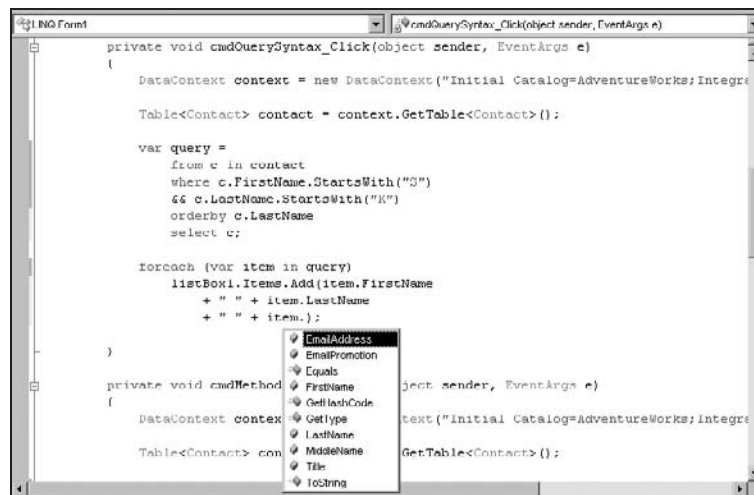 LINQ.Form1
cmdQuerySyntax_Click(object sender, EventArgs e)
private void cmdQuerySyntax_Click(object sender, EventArgs e)
{
DataContext context = new DataContext("Initial Catalog=AdventureWorks;Integra
Table<Contact> contact = context.GetTable<Contact>();
var query =
from c in contact
where c.FirstName.StartsWith("S")
&& c.LastName.StartsWith("K")
orderby c.LastName
select c;
foreach (var item in query)
listBox1.Items.Add(item.FirstName
+ " " + item.LastName
+ " " + item.);
EmailAddress
EmailPromotion
Equals
FirstName
GetHashCode
GetType
LastName
MiddleName
Title
ToString
}
private void cmdMethod ject sender, EventArgs e)
{
DataContext contex text("Initial Catalog=AdventureWorks;Integra
Table<Contact> con GetTable<Contact>();